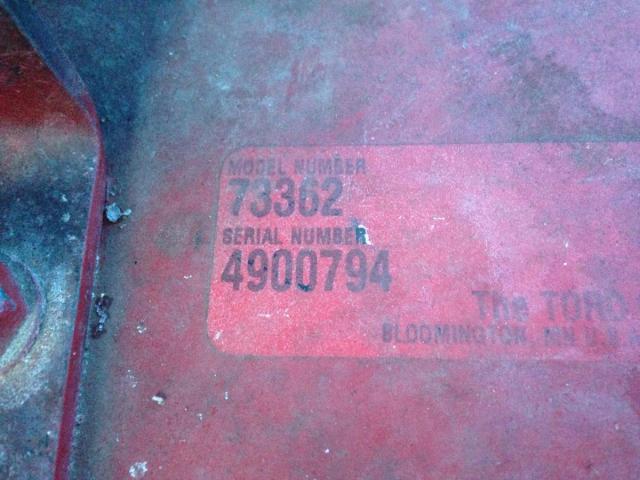 MODEL NUMBER
73362
SERIAL NUMBER
4900794
The TORO
BLOOMINGTON, MN U.S.A